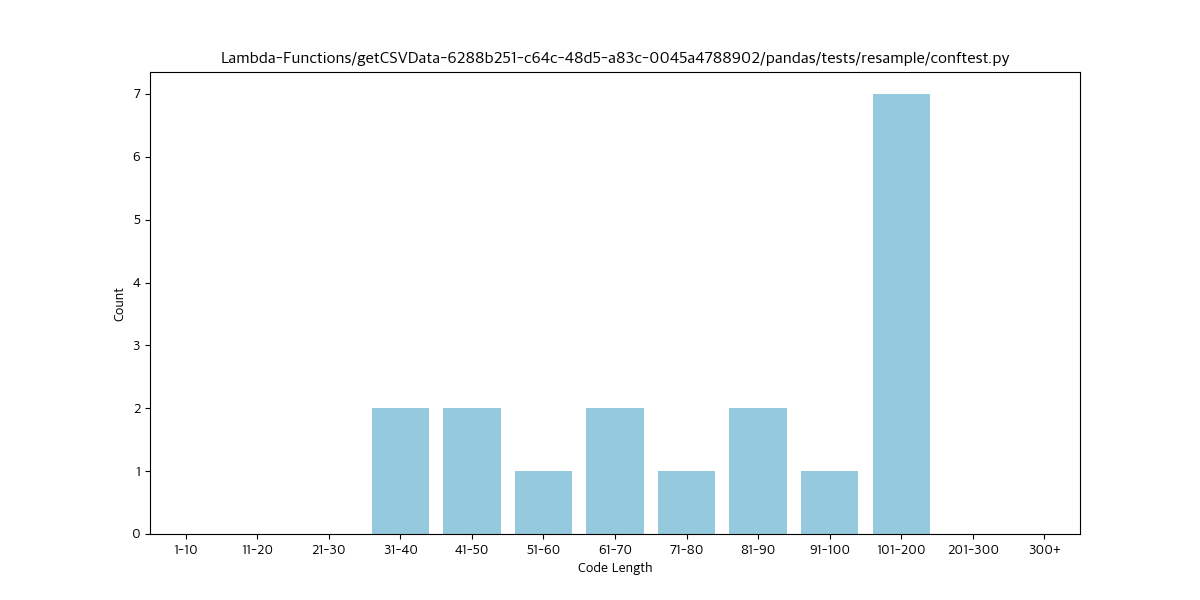 Lambda-Functions/getCSVData-6288b251-c64c-48d5-a83c-0045a4788902/pandas/tests/resample/conftest.py
7
6
5
4
3
2
1
0
Count
1-10 11-20 21-30 31-40 41-50 51-60 61-70 71-80 81-90 91-100 101-200 201-300 300+
Code Length